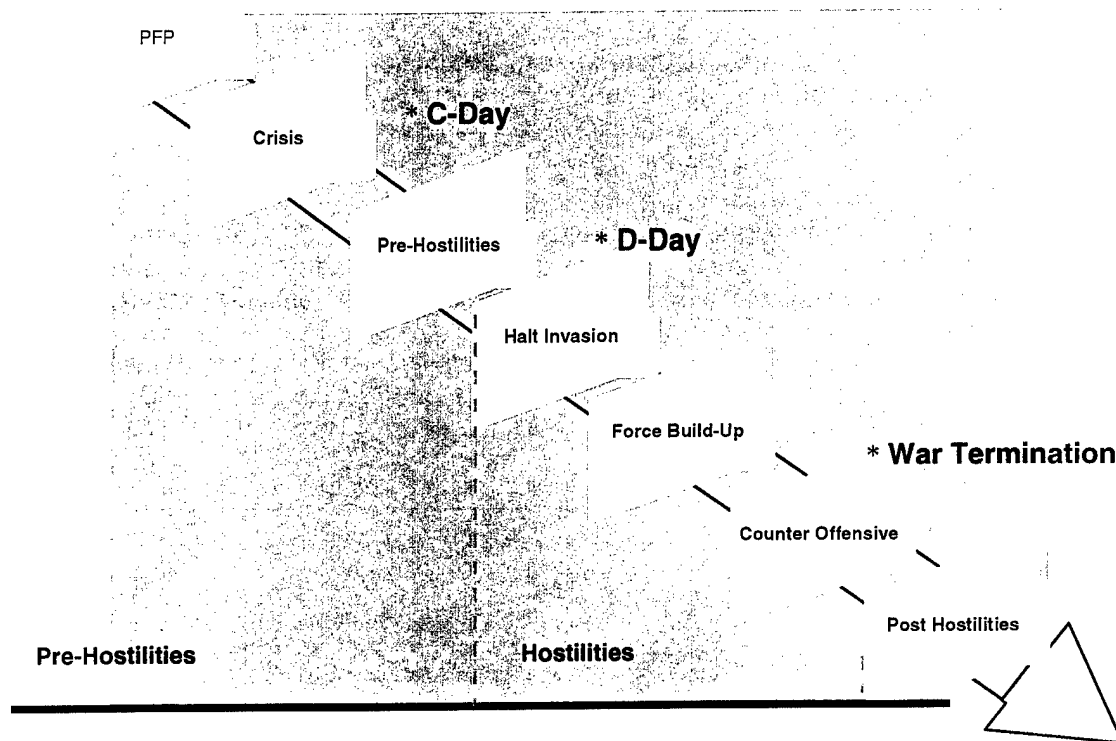 PFP
* C-Day
Crisis
* D-Day
Pre-Hostilities
Halt Invasion
Force Build-Up
* War Termination
Counter Offensive
Post Hostilities
Pre-Hostilities
Hostilities